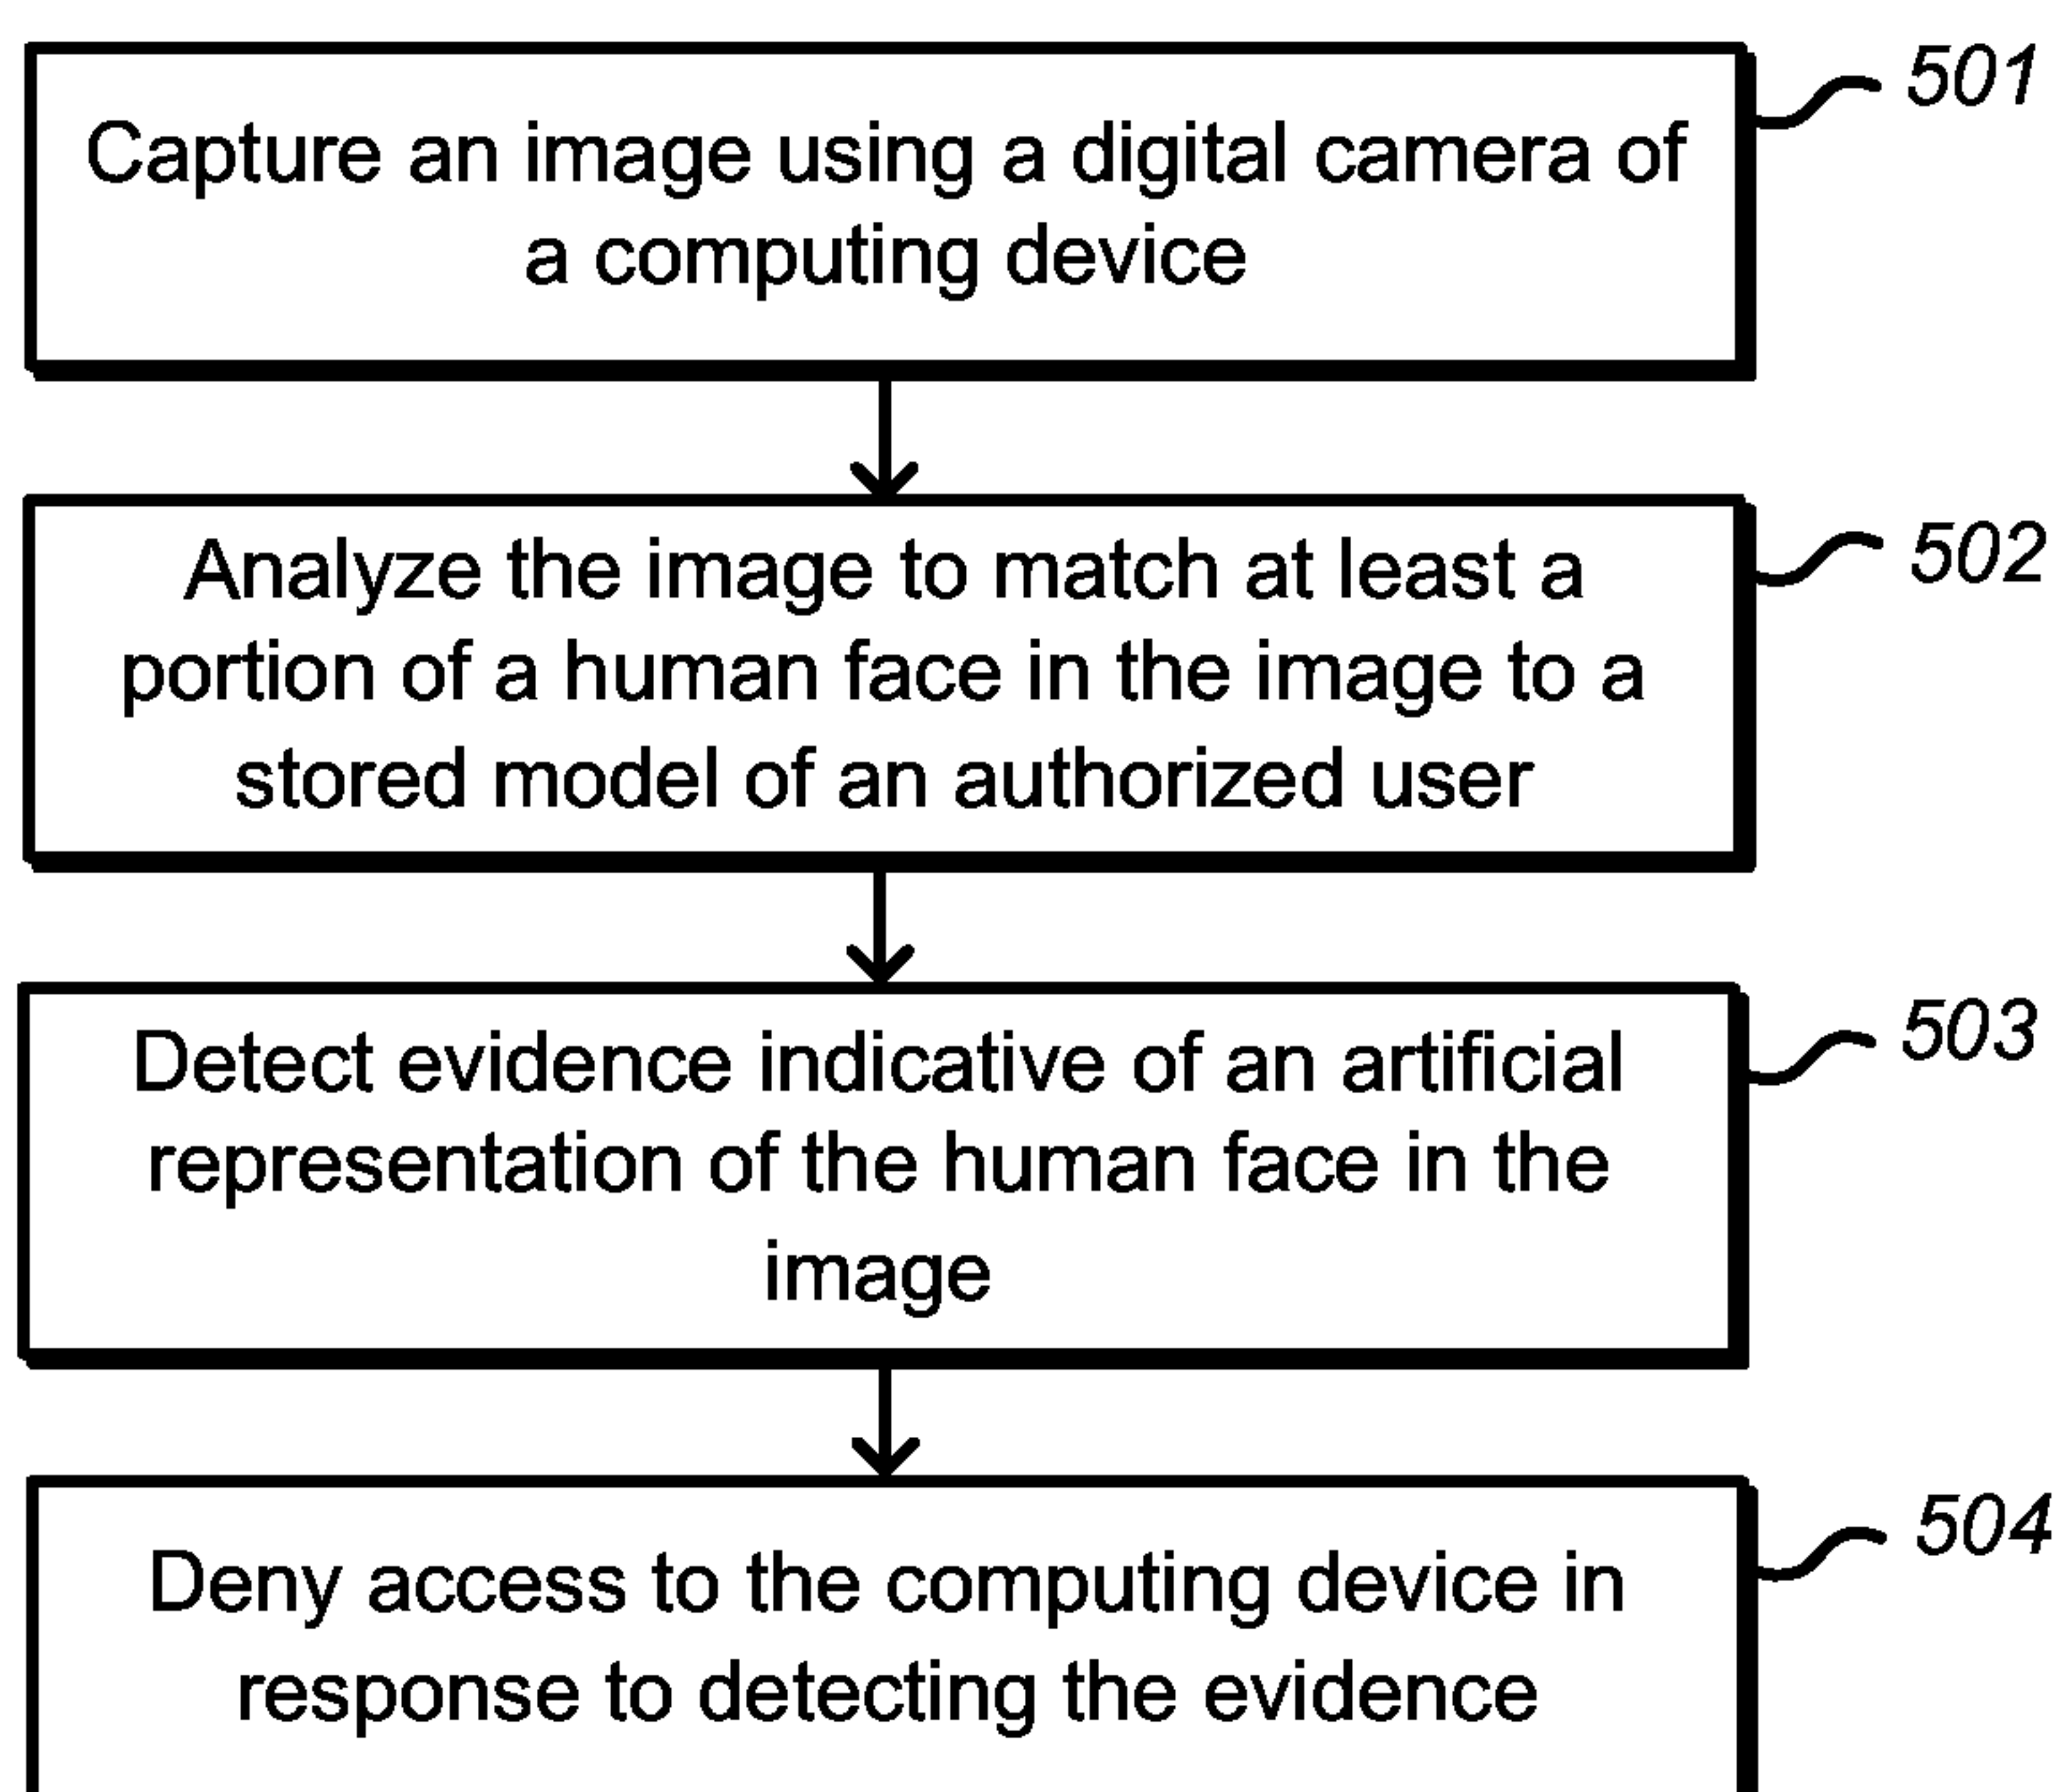 501
Capture an image using a digital camera of
a computing device
502
Analyze the image to match at least a
portion of a human face in the image to a
stored model of an authorized user
503
Detect evidence indicative of an artificial
representation of the human face in the
image
504
Deny access to the computing device in
response to detecting the evidence